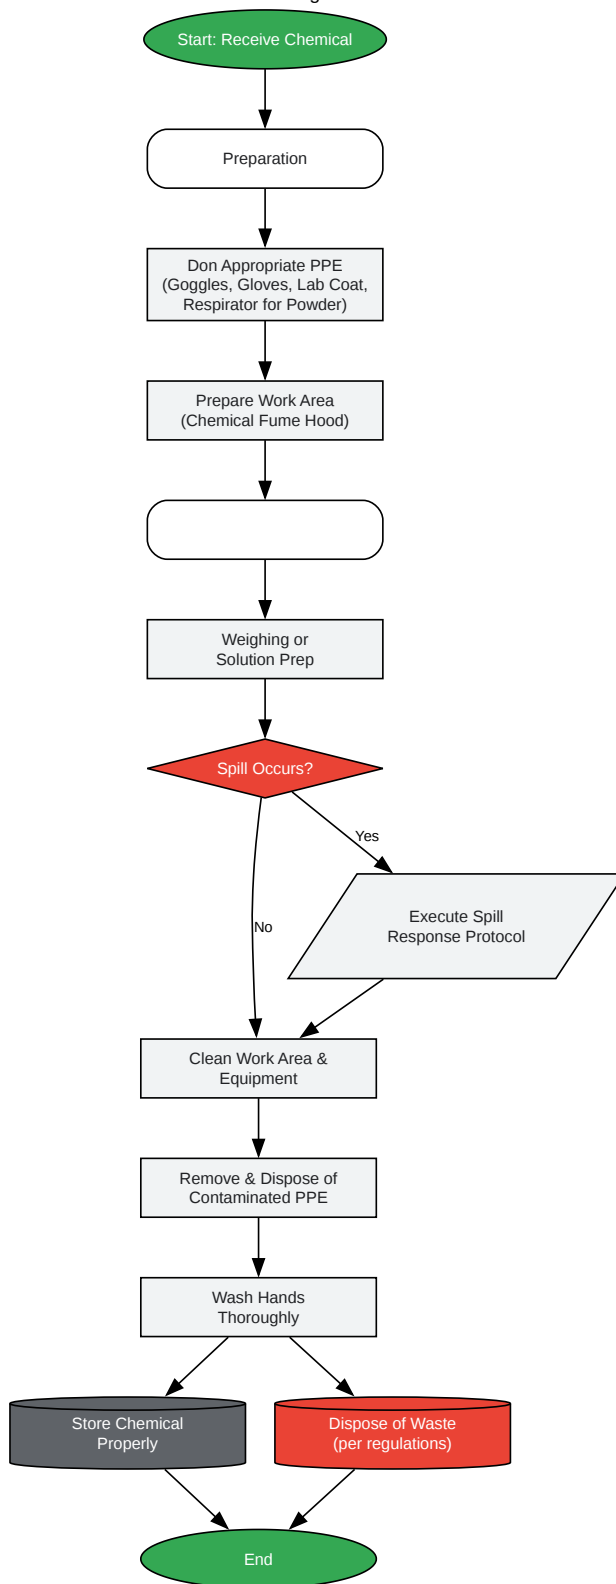 Start: Receive Chemical
Preparation
Don Appropriate PPE
(Goggles, Gloves, Lab Coat,
Respirator for Powder)
Prepare Work Area
(Chemical Fume Hood)
Weighing or
Solution Prep
Spill Occurs?
Yes
No
Execute Spill
Response Protocol
Clean Work Area &
Equipment
Remove & Dispose of
Contaminated PPE
Wash Hands
Thoroughly
Store Chemical
Properly
Dispose of Waste
(per regulations)
End